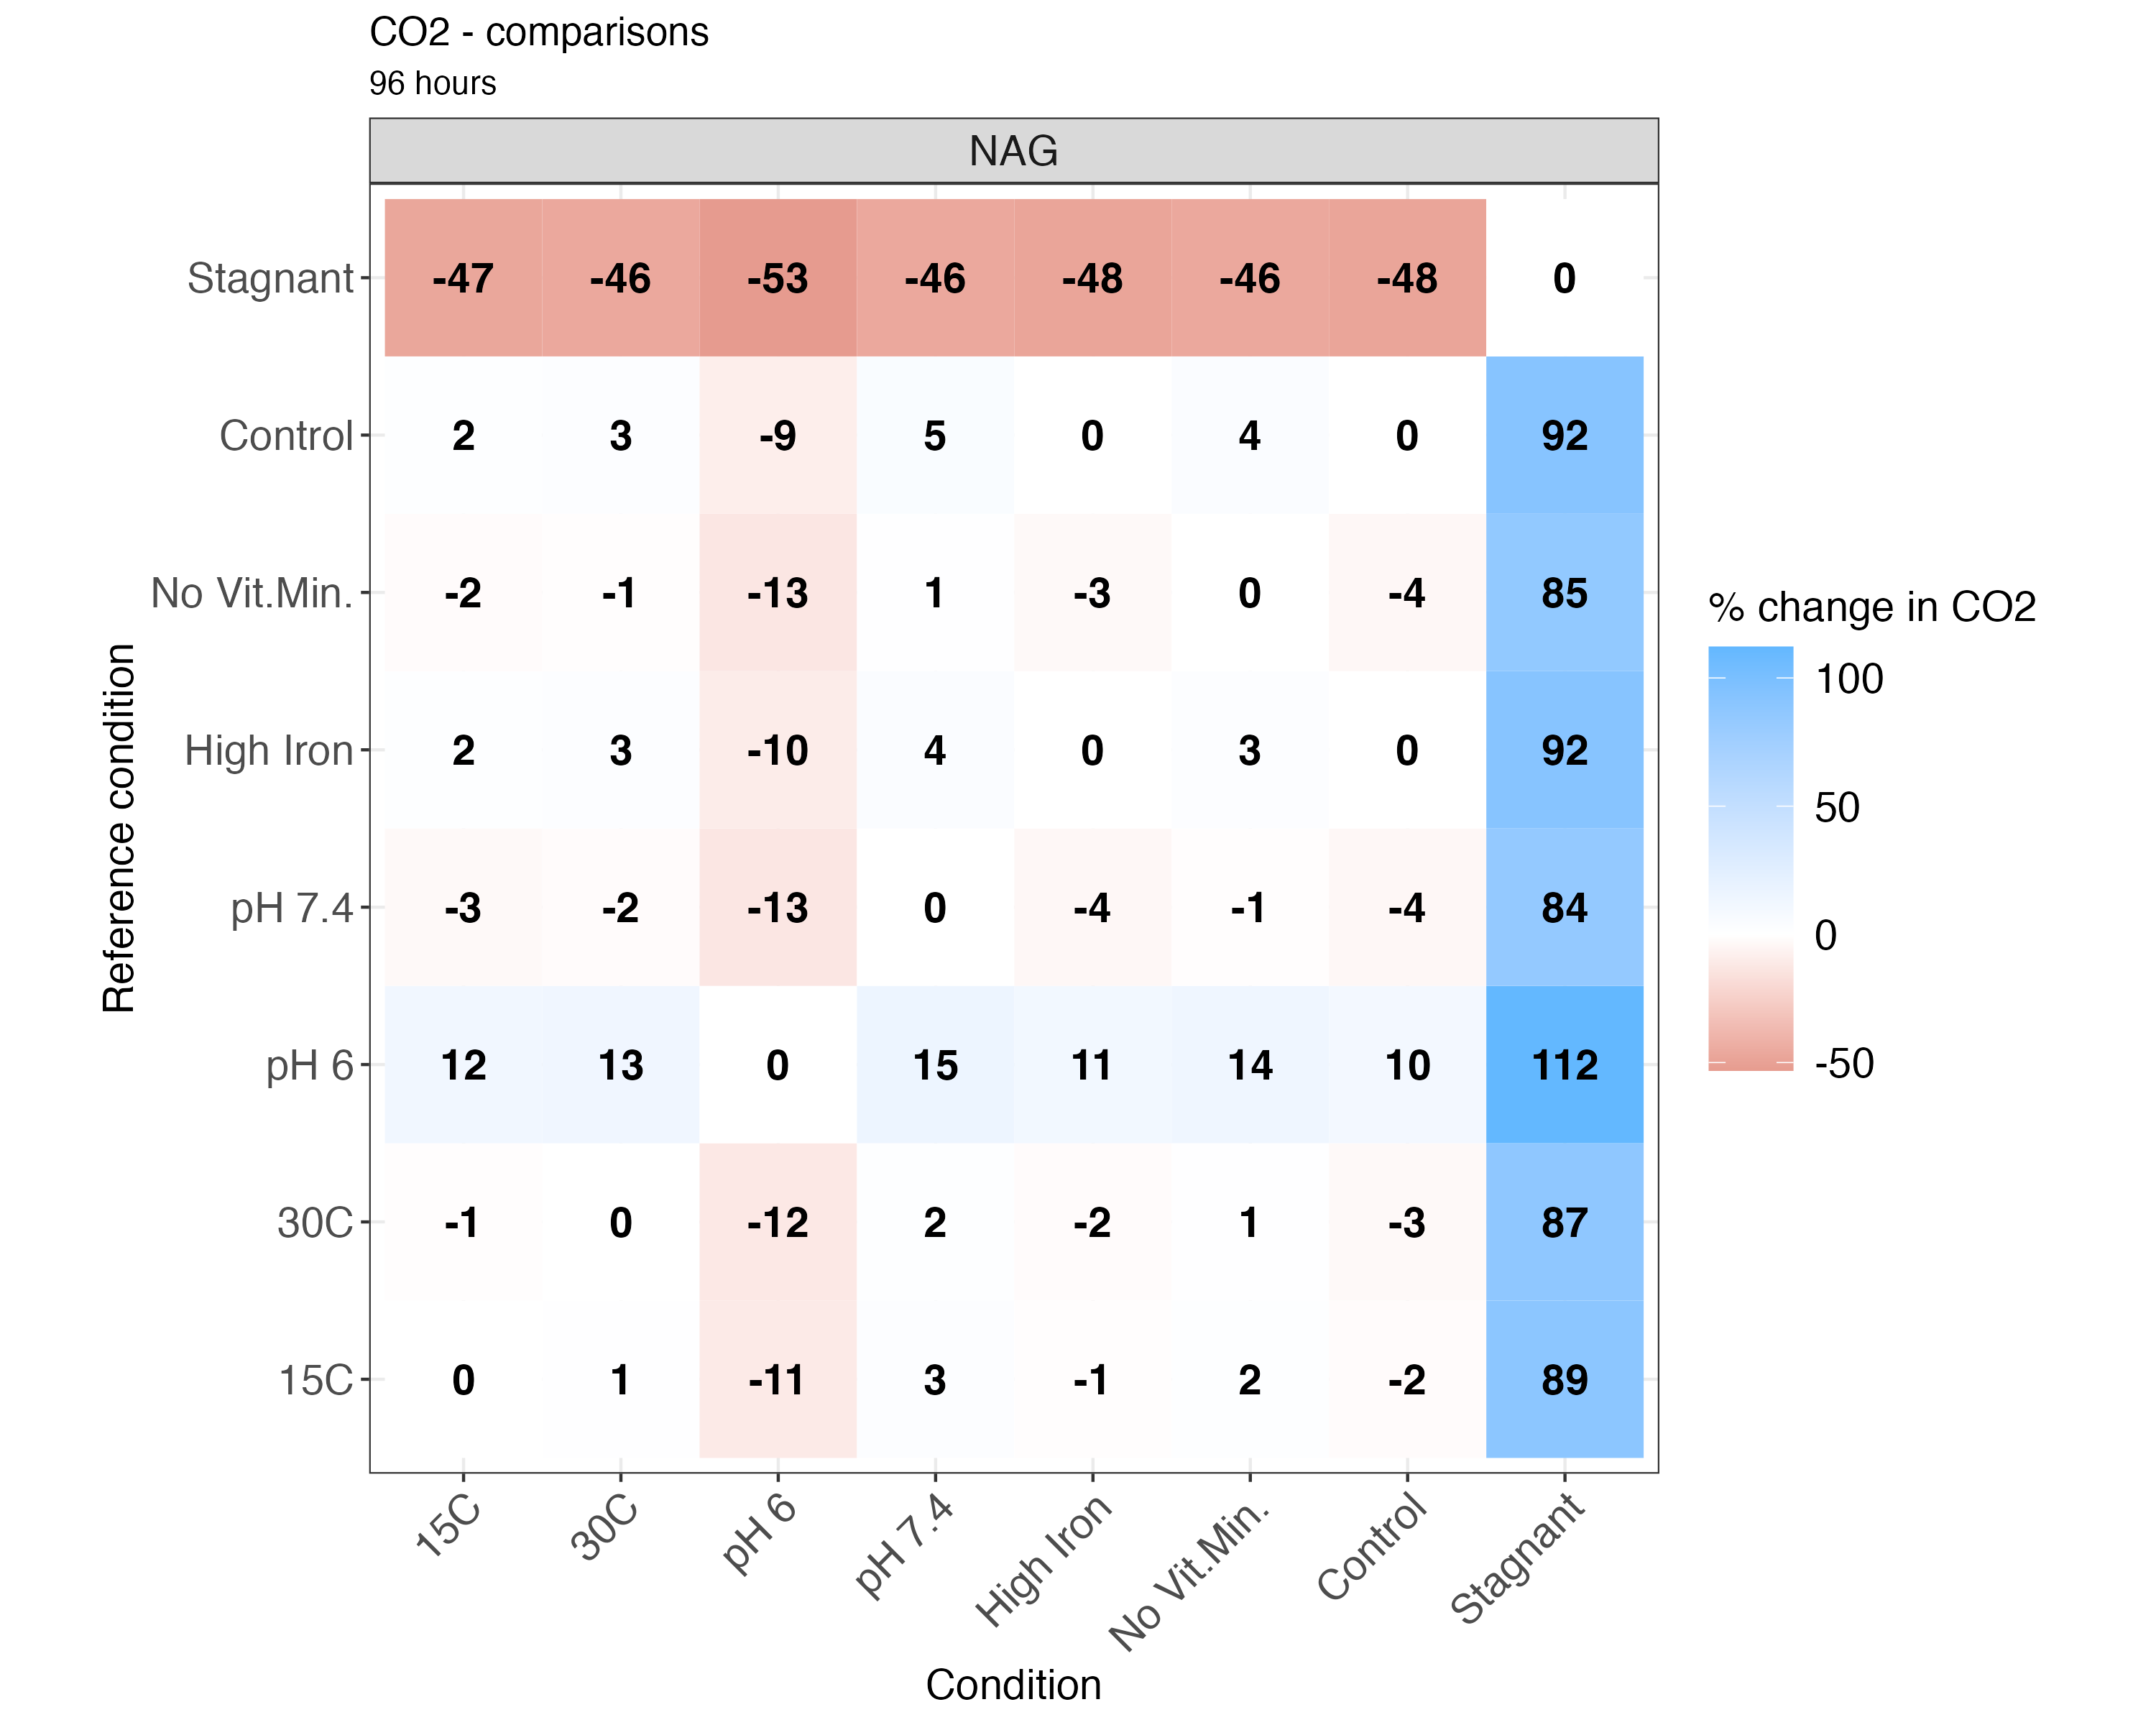 CO2 - comparisons
96 hours
NAG
Stagnant -47 -46 -53 -46 -48 -46 -48 0
Control 2 3 -9 5 0 4 0 92
No Vit.Min. -2 -1 -13 1 -3 0 -4 85
High Iron 2 3 -10 4 0 3 0 92
pH 7.4 -3 -2 -13 0 -4 -1 -4 84
pH 6 12 13 0 15 11 14 10 112
30C -1 0 -12 2 -2 1 -3 87
15C 0 1 -11 3 -1 2 -2 89
15C 30C pH 6 pH 7.4 High Iron No Vit.Min. Control Stagnant
Condition
Reference condition
% change in CO2
100
50
0
-50